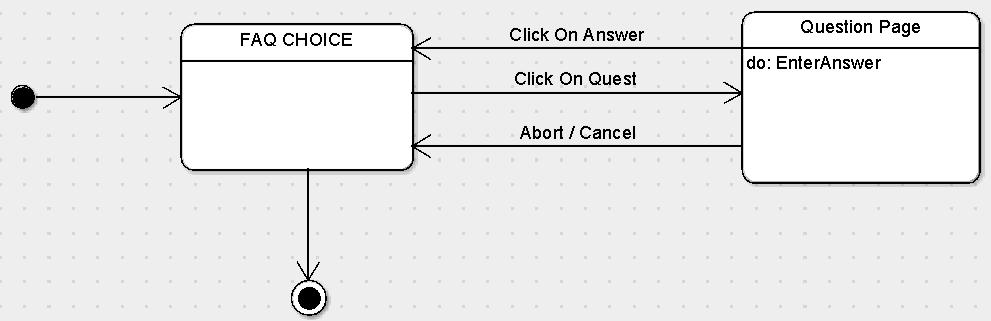 FAQ CHOICE
Click On Answer
Question Page
do: EnterAnswer
Click On Quest
Abort / Cancel